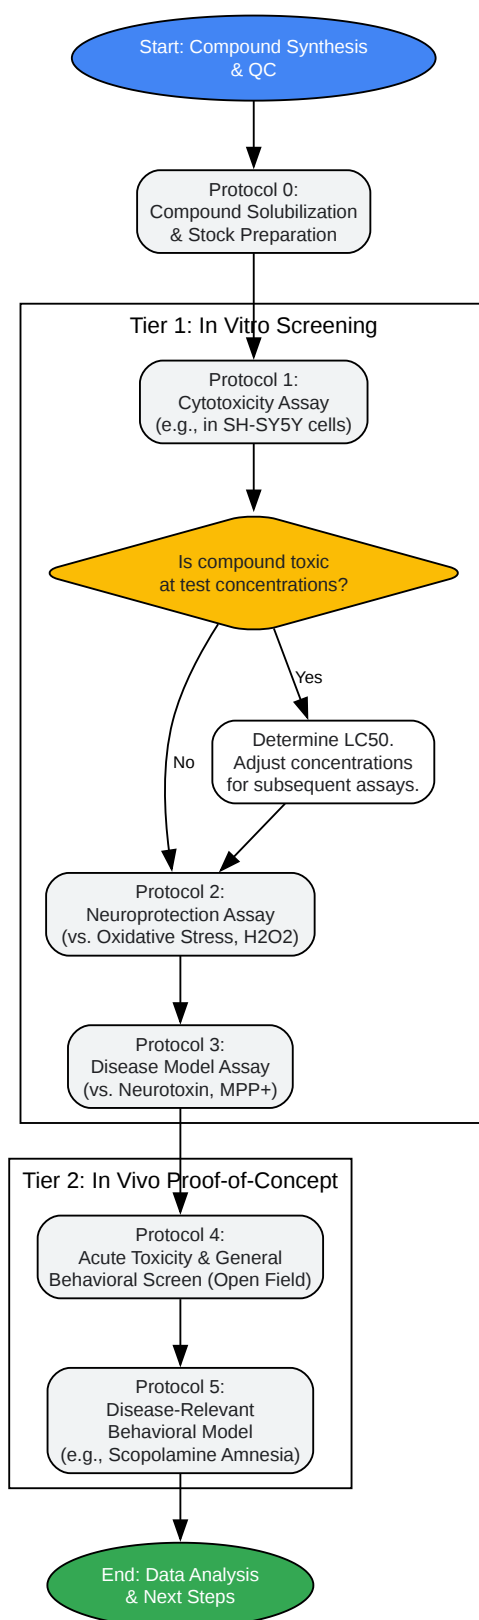 Start: Compound Synthesis
& QC
Protocol 0:
Compound Solubilization
& Stock Preparation
Tier 1: In Vitro Screening
Protocol 1:
Cytotoxicity Assay
(e.g., in SH-SY5Y cells)
Is compound toxic
at test concentrations?
Yes
No
Determine LC50.
Adjust concentrations
for subsequent assays.
Protocol 2:
Neuroprotection Assay
(vs. Oxidative Stress, H2O2)
Protocol 3:
Disease Model Assay
(vs. Neurotoxin, MPP+)
Tier 2: In Vivo Proof-of-Concept
Protocol 4:
Acute Toxicity & General
Behavioral Screen (Open Field)
Protocol 5:
Disease-Relevant
Behavioral Model
(e.g., Scopolamine Amnesia)
End: Data Analysis
& Next Steps